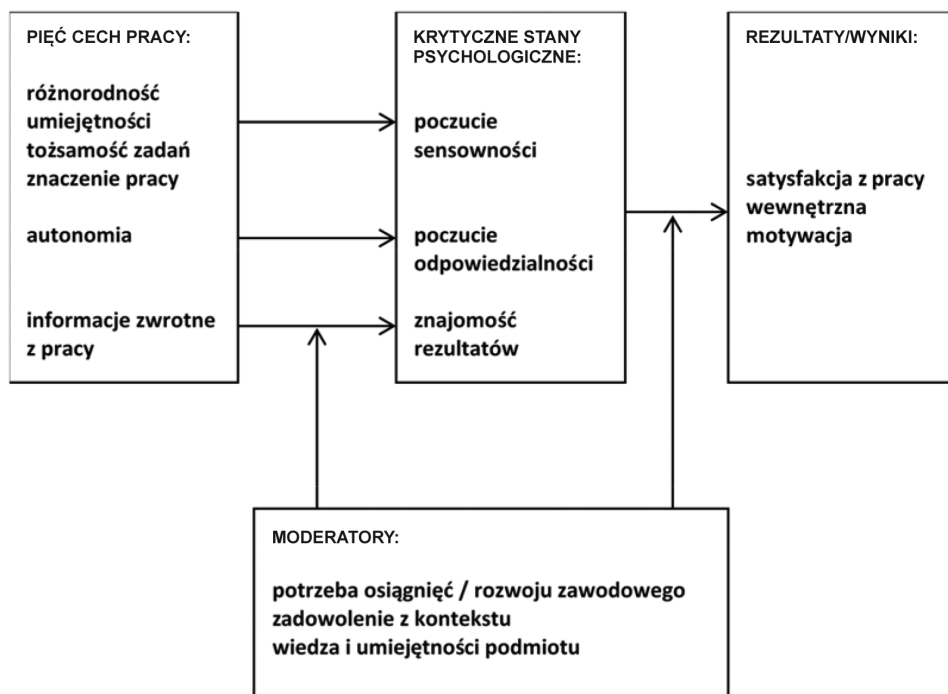 PIĘĆ CECH PRACY:
różnorodność
umiejętności
tożsamość zadań
znaczenie pracy
autonomia
informacje zwrotne
z pracy
KRYTYCZNE STANY
PSYCHOLOGICZNE:
poczucie
sensowności
poczucie
odpowiedzialności
znajomość
rezultatów
REZULTATY/WYNIKI:
satysfakcja z pracy
wewnętrzna
motywacja
MODERATORY:
potrzeba osiągnięć / rozwoju zawodowego
zadowolenie z kontekstu
wiedza i umiejętności podmiotu